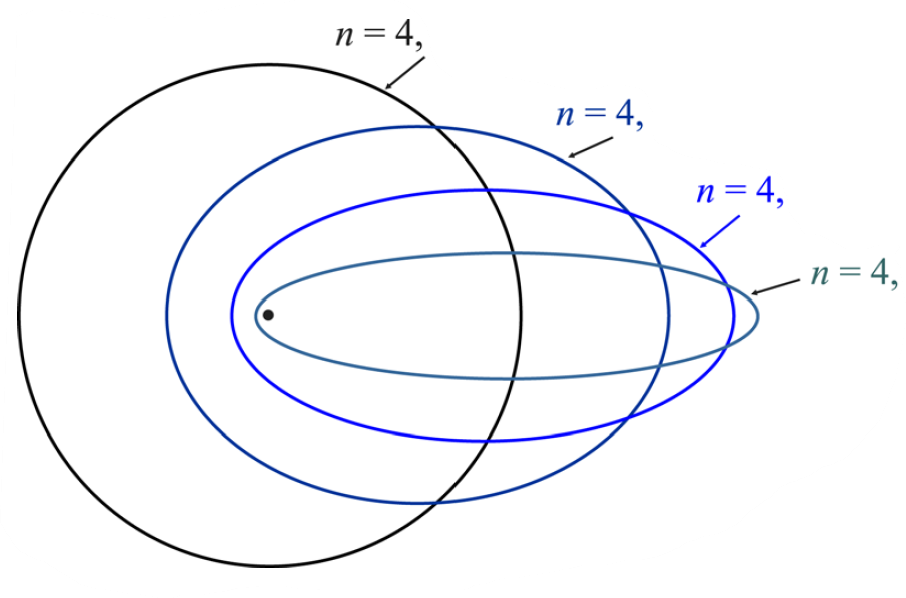 n = 4,
n = 4,
n = 4,
n = 4,